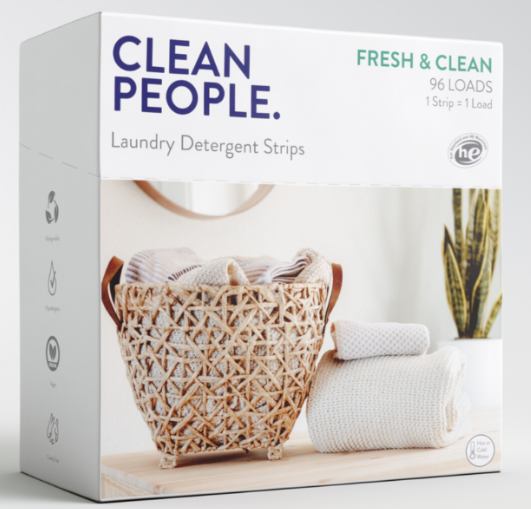 CLEAN
PEOPLE.
Laundry Detergent Strips
FRESH & CLEAN
96 LOADS
1 Strip = 1 Load
he